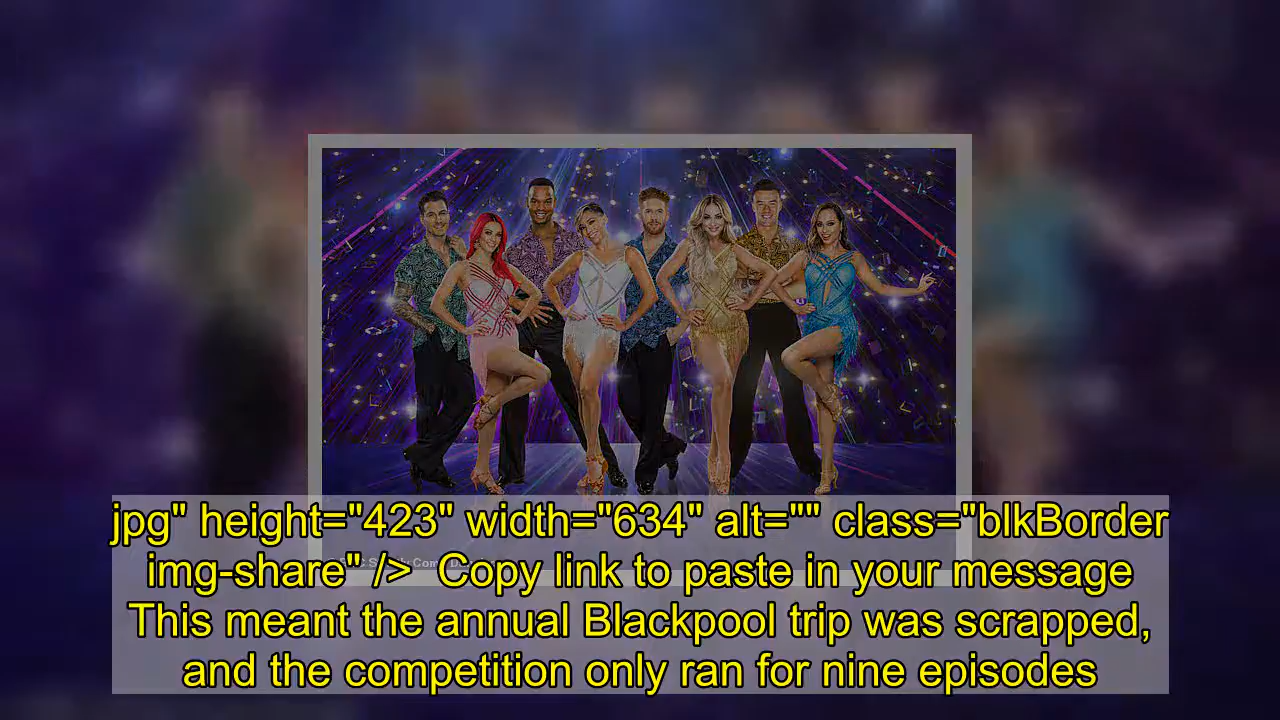 jpg" height="423" width="634" alt="" class="blkBorder
img-share" />  Copy link to paste in your message
This meant the annual Blackpool trip was scrapped,
and the competition only ran for nine episodes